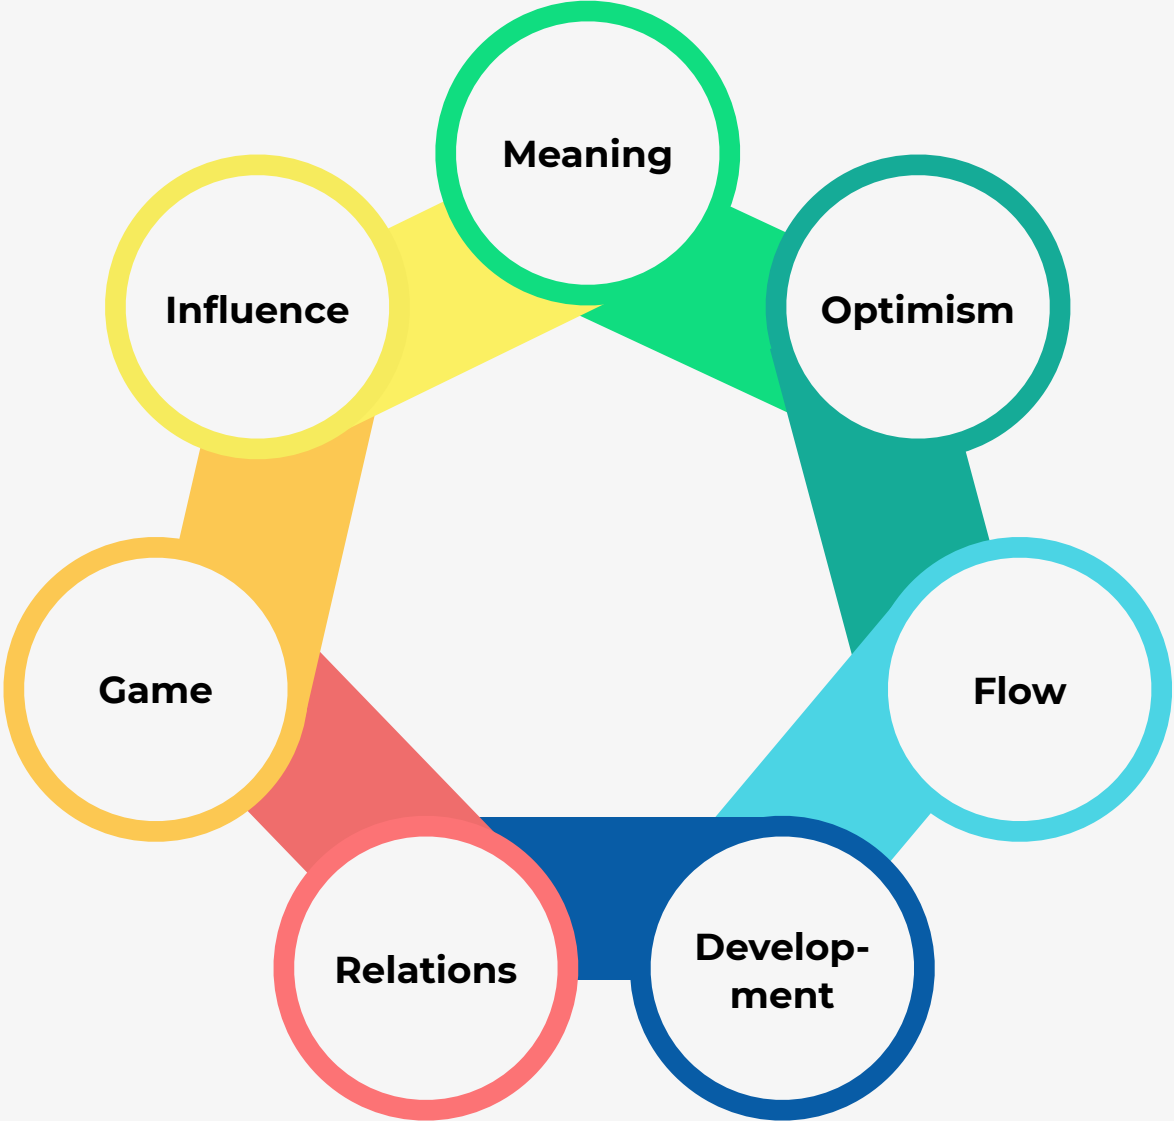 Meaning
Influence
Optimism
Game
Flow
Develop-
ment
Relations